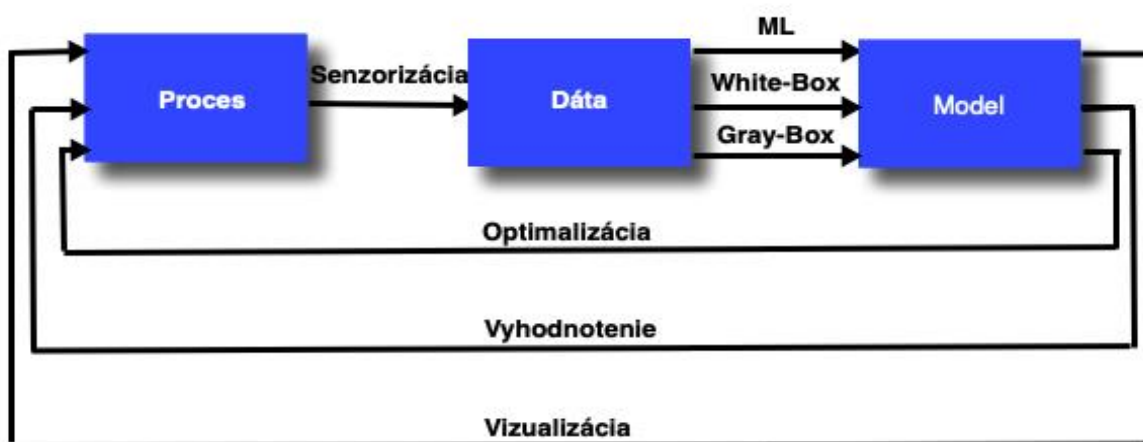 ML
Senzorizácia
White-Box
Proces
Dáta
Model
Gray-Box
Optimalizácia
Vyhodnotenie
Vizualizácia